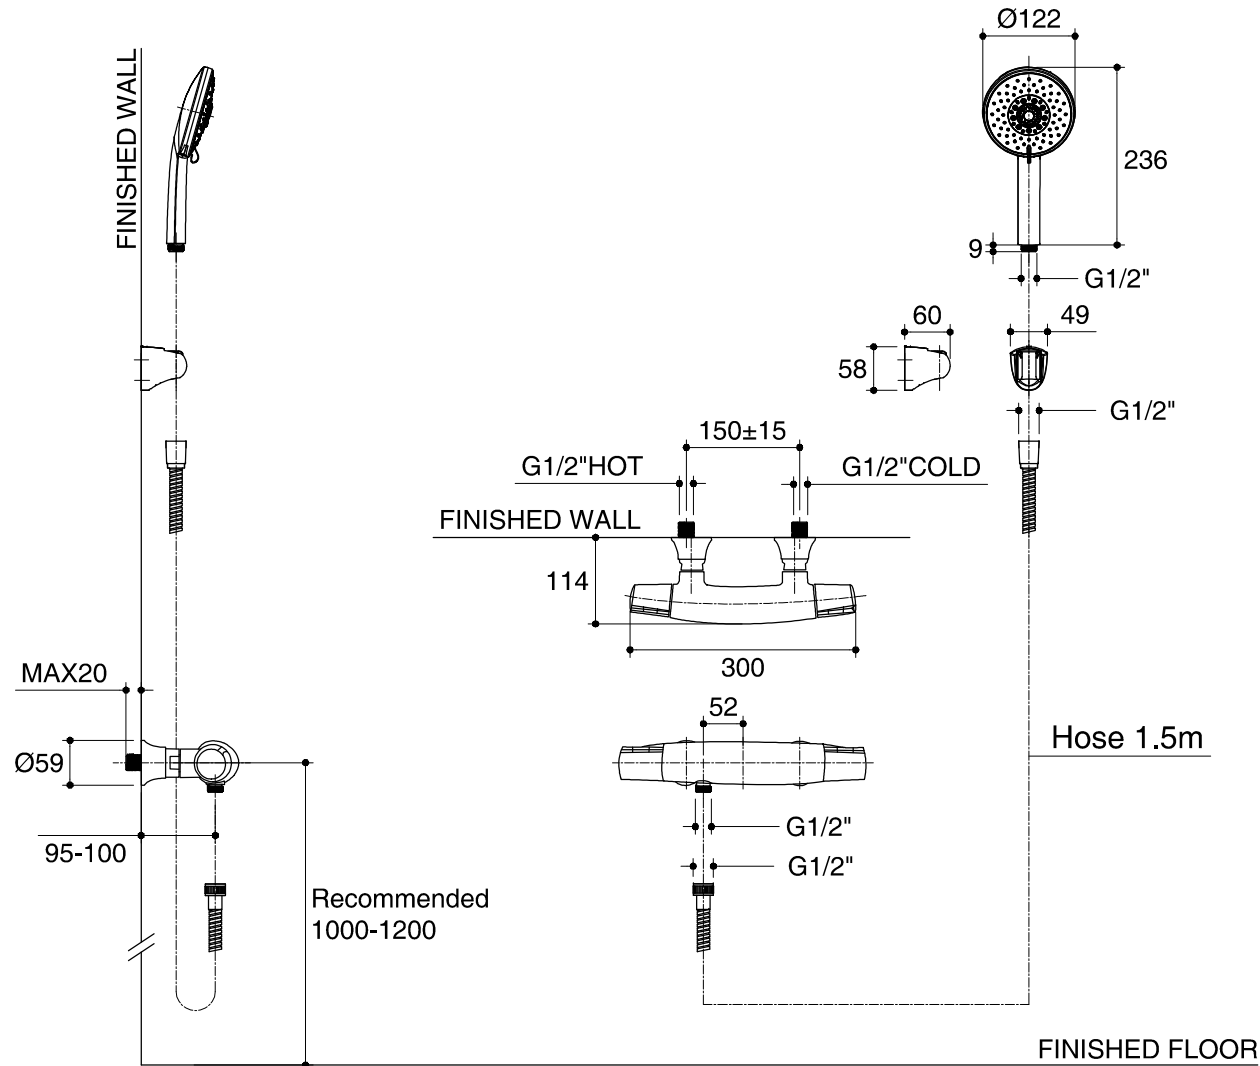 Ø122
FINISHED WALL
236
9
G1/2"
60
49
58
G1/2"
150±15
G1/2"HOT
G1/2"COLD
FINISHED WALL
114
300
MAX20
52
Hose 1.5m
Ø59
G1/2"
95-100
G1/2"
Recommended
1000-1200
FINISHED FLOOR